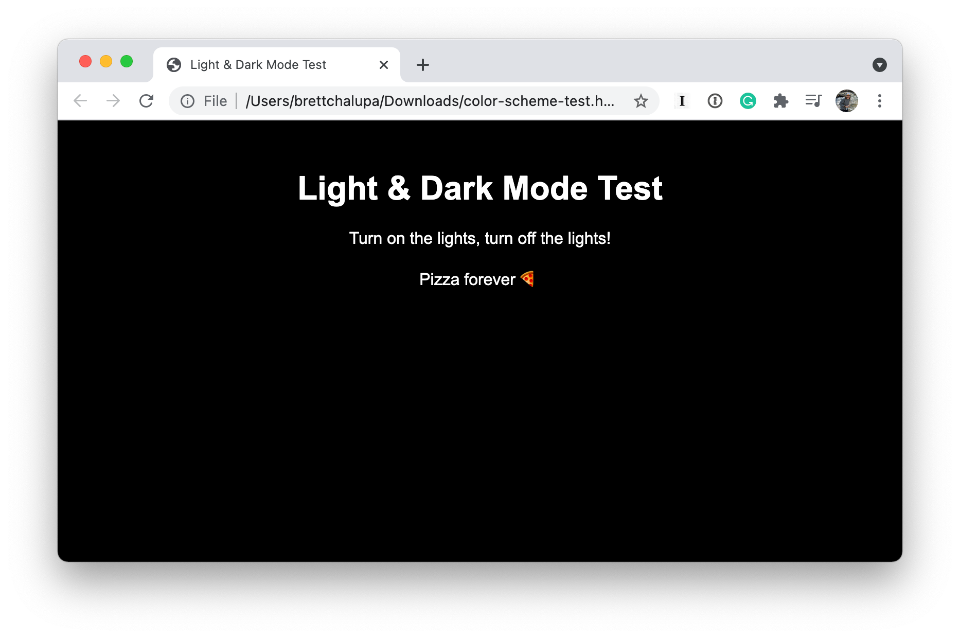 Light & Dark Mode Test
File | /Users/brettchalupa/Downloads/color-scheme-test.h...
Light & Dark Mode Test
Turn on the lights, turn off the lights!
Pizza forever 🍕